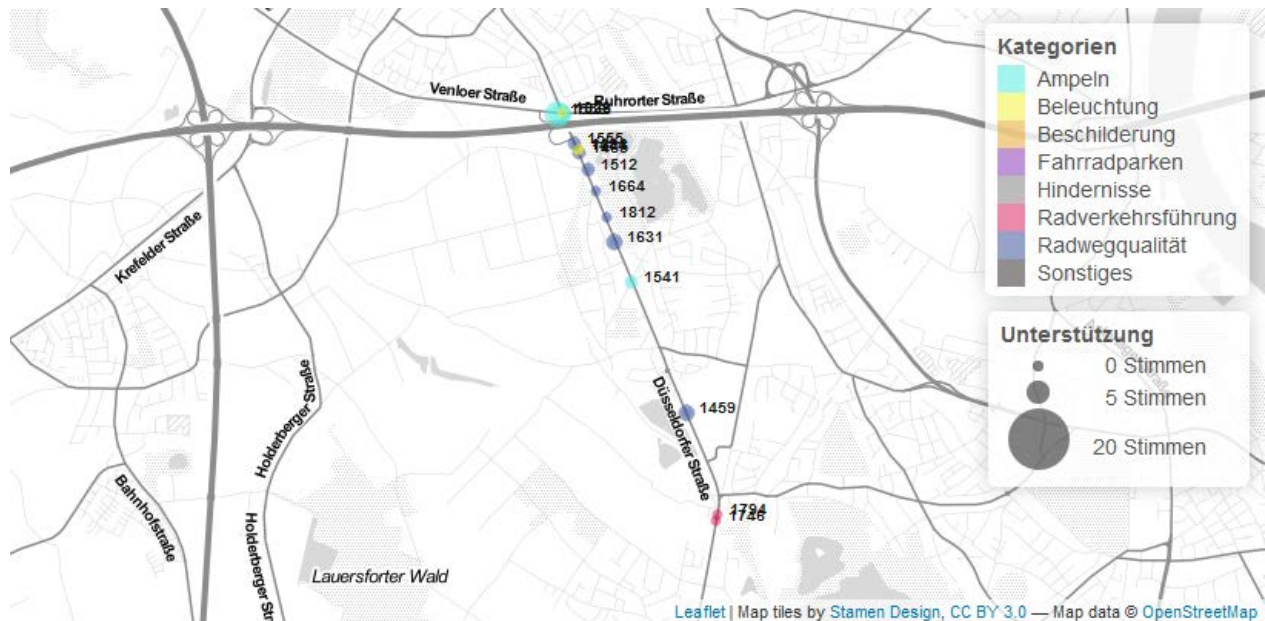 Venloer Straße
Ruhrorter Straße
1555
1512
1664
1812
1631
1541
1459
1794
1746
Krefelder Straße
Holderberger Straße
Düsseldorfer Straße
Bahnhofstraße
Holderberger Str
Lauersforter Wald
Kategorien
Ampeln
Beleuchtung
Beschilderung
Fahrradparken
Hindernisse
Radverkehrsführung
Radwegqualität
Sonstiges
Unterstützung
0 Stimmen
5 Stimmen
20 Stimmen
Leaflet | Map tiles by Stamen Design, CC BY 3.0 — Map data © OpenStreetMap